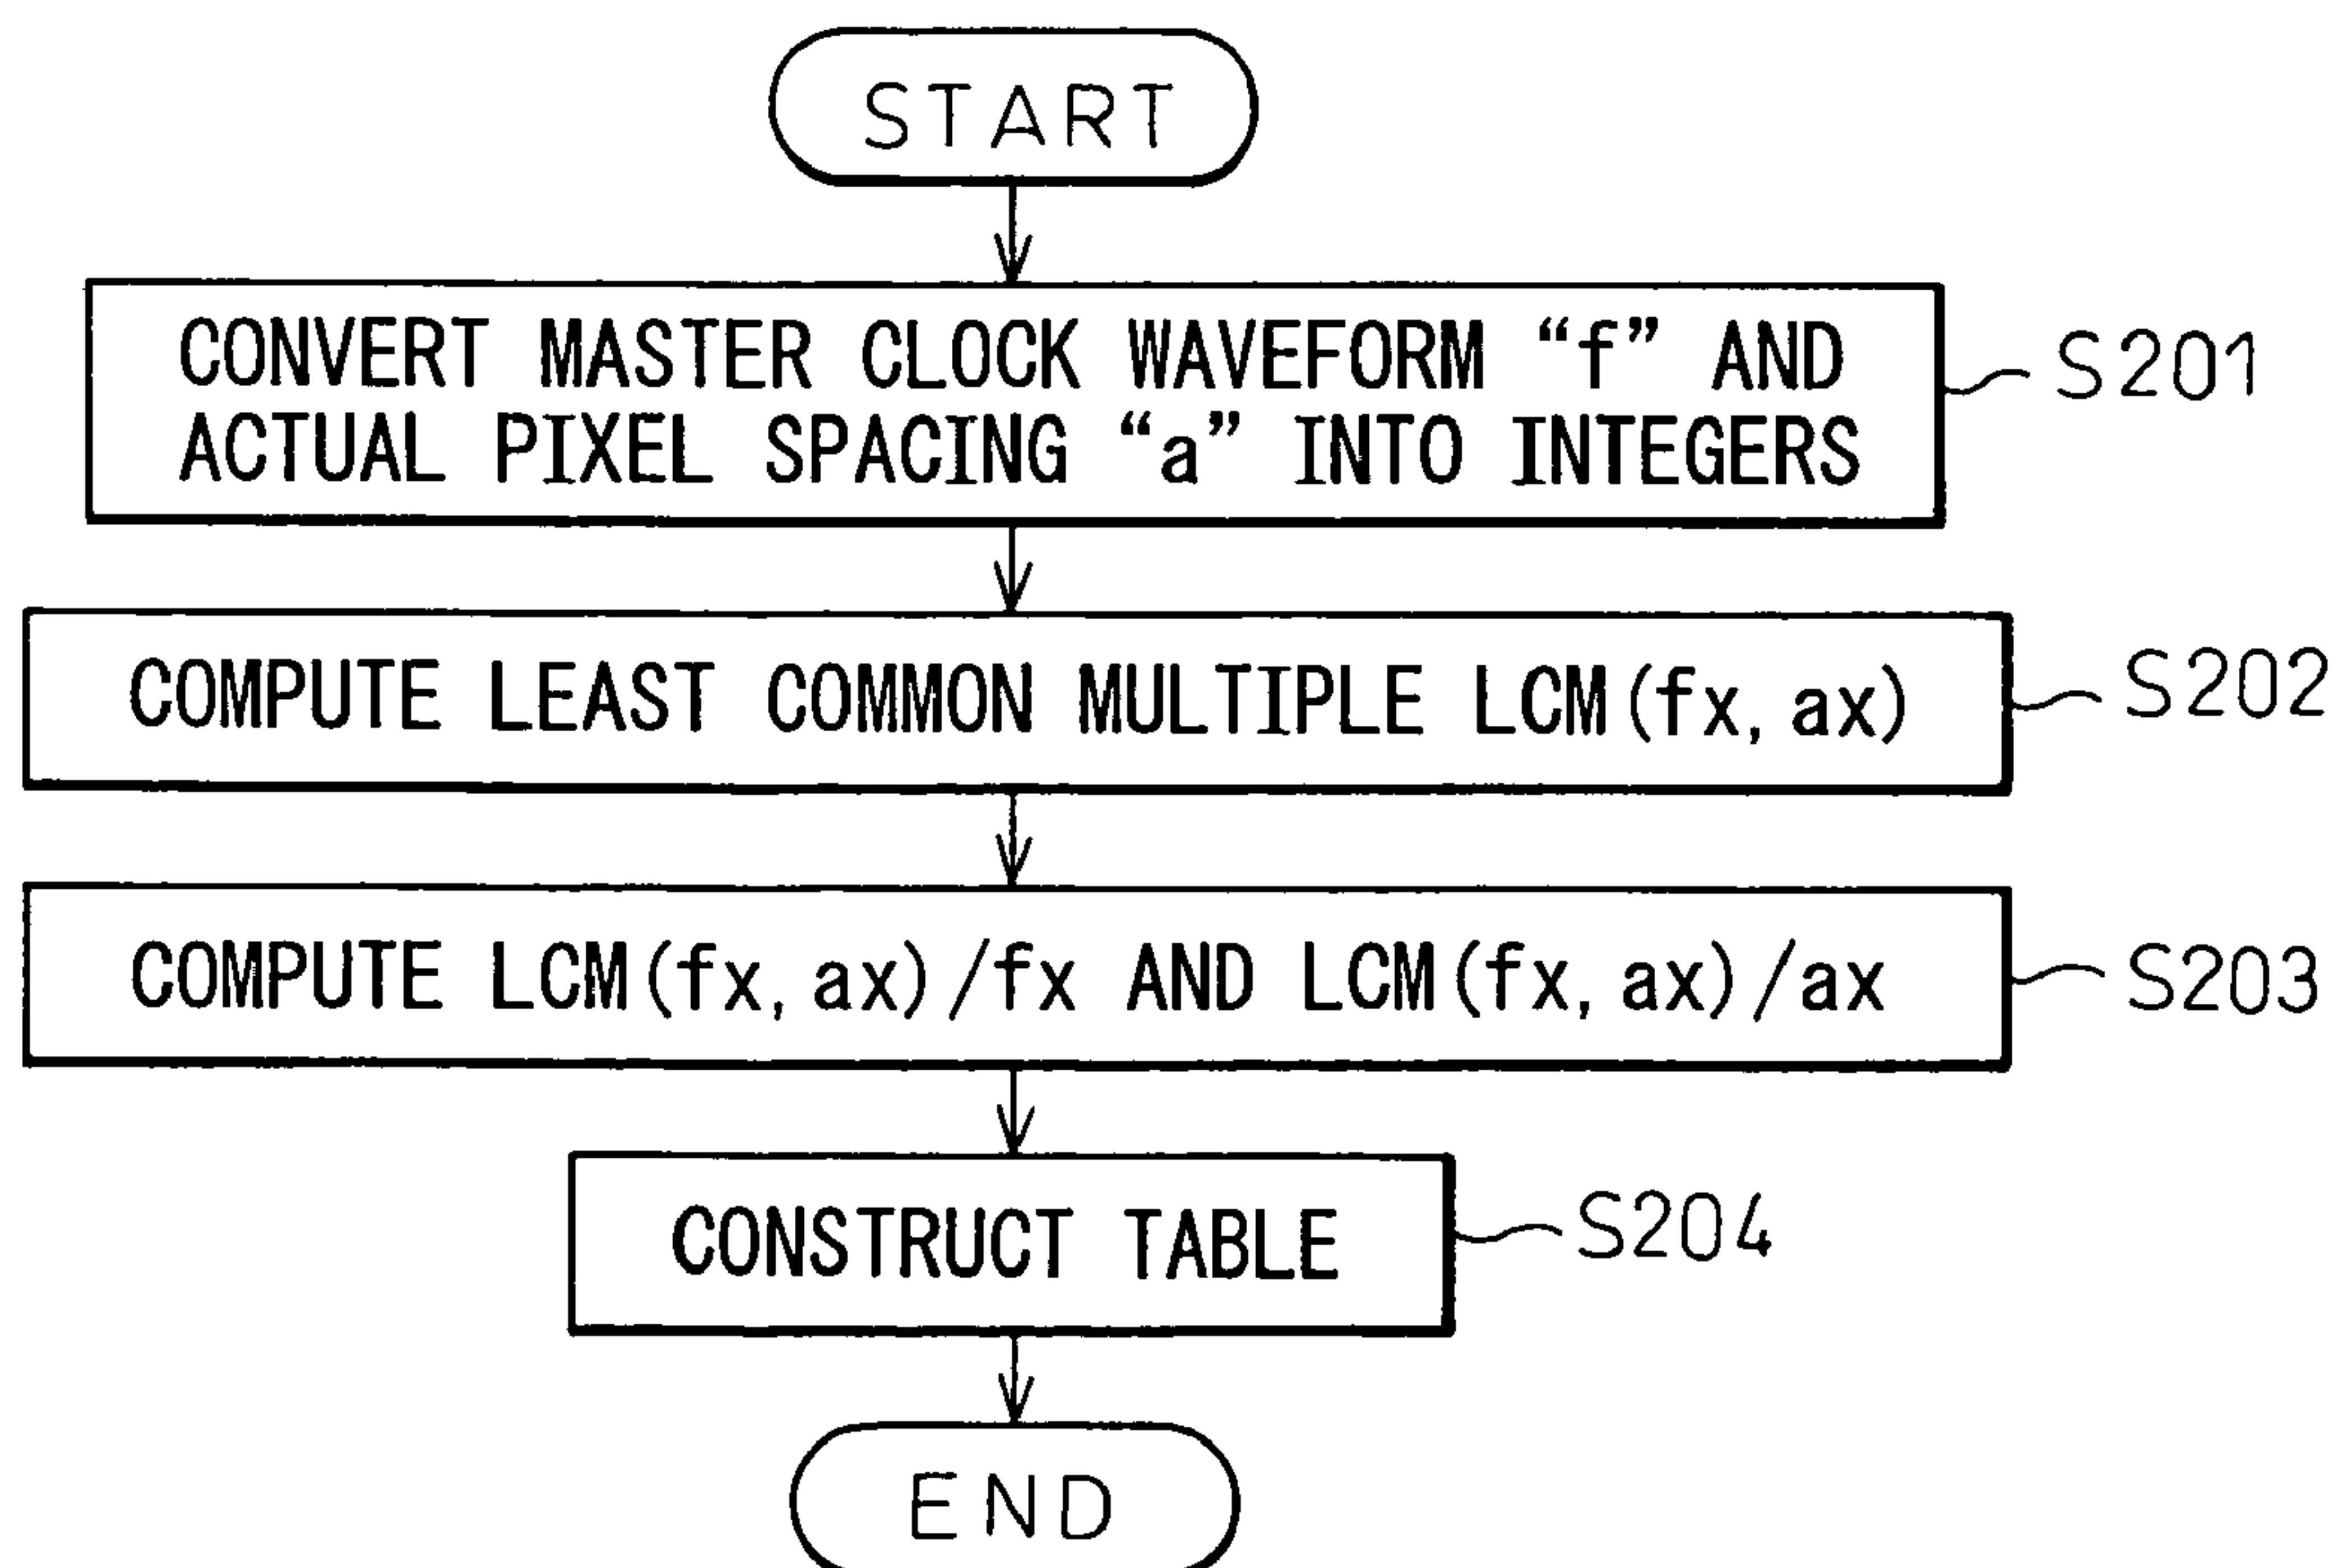 START
CONVERT MASTER CLOCK WAVEFORM “f” AND
ACTUAL PIXEL SPACING “a” INTO INTEGERS
S201
COMPUTE LEAST COMMON MULTIPLE LCM(fx, ax)
S202
COMPUTE LCM(fx, ax)/fx AND LCM(fx, ax)/ax
S203
CONSTRUCT TABLE
S204
END